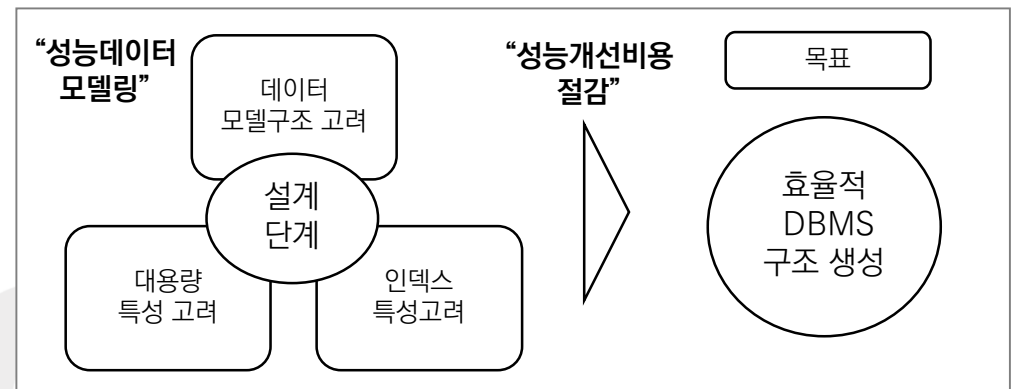 “성능데이터
모델링”
데이터
모델구조 고려
설계
단계
대용량
특성 고려
인덱스
특성고려
“성능개선비용
절감”
목표
효율적
DBMS
구조 생성